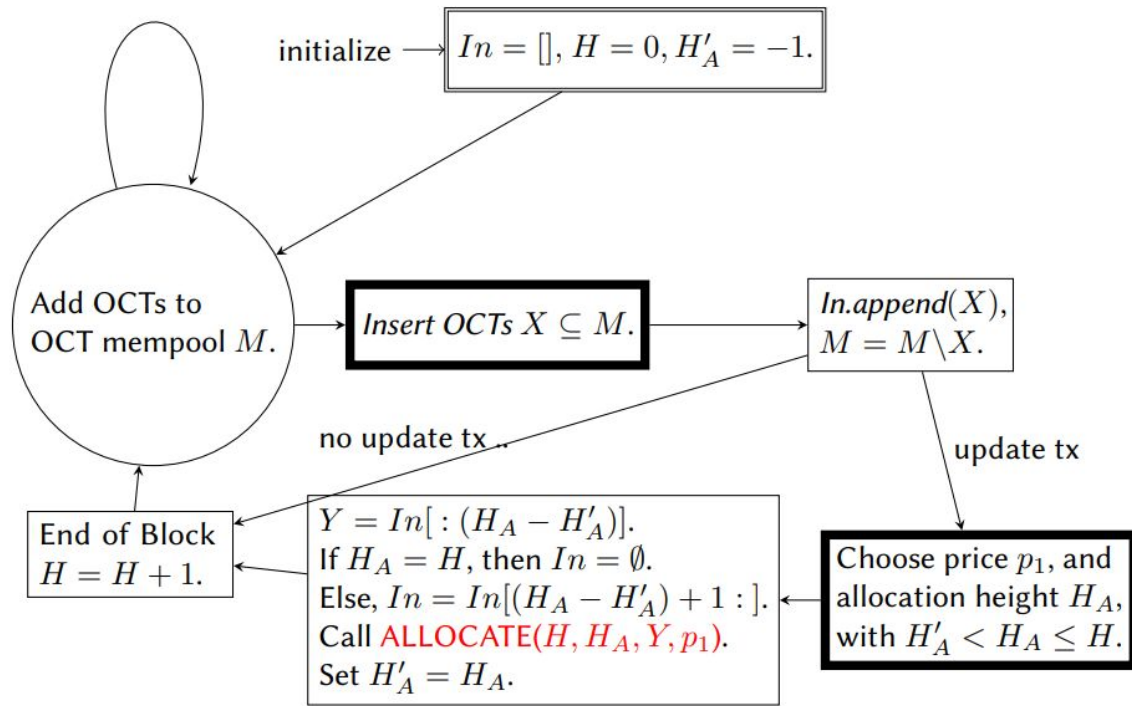 initialize
In = [], H = 0, H′_A = −1.
Add OCTs to
OCT mempool M.
Insert OCTs X ⊆ M.
In.append(X),
M = M\X.
no update tx ..
update tx
End of Block
H = H + 1.
Y = In[ : (H_A − H′_A)].
If H_A = H, then In = ∅.
Else, In = In[(H_A − H′_A) + 1 : ].
Call ALLOCATE(H, H_A, Y, p₁).
Set H′_A = H_A.
Choose price p₁, and
allocation height H_A,
with H′_A < H_A ≤ H.